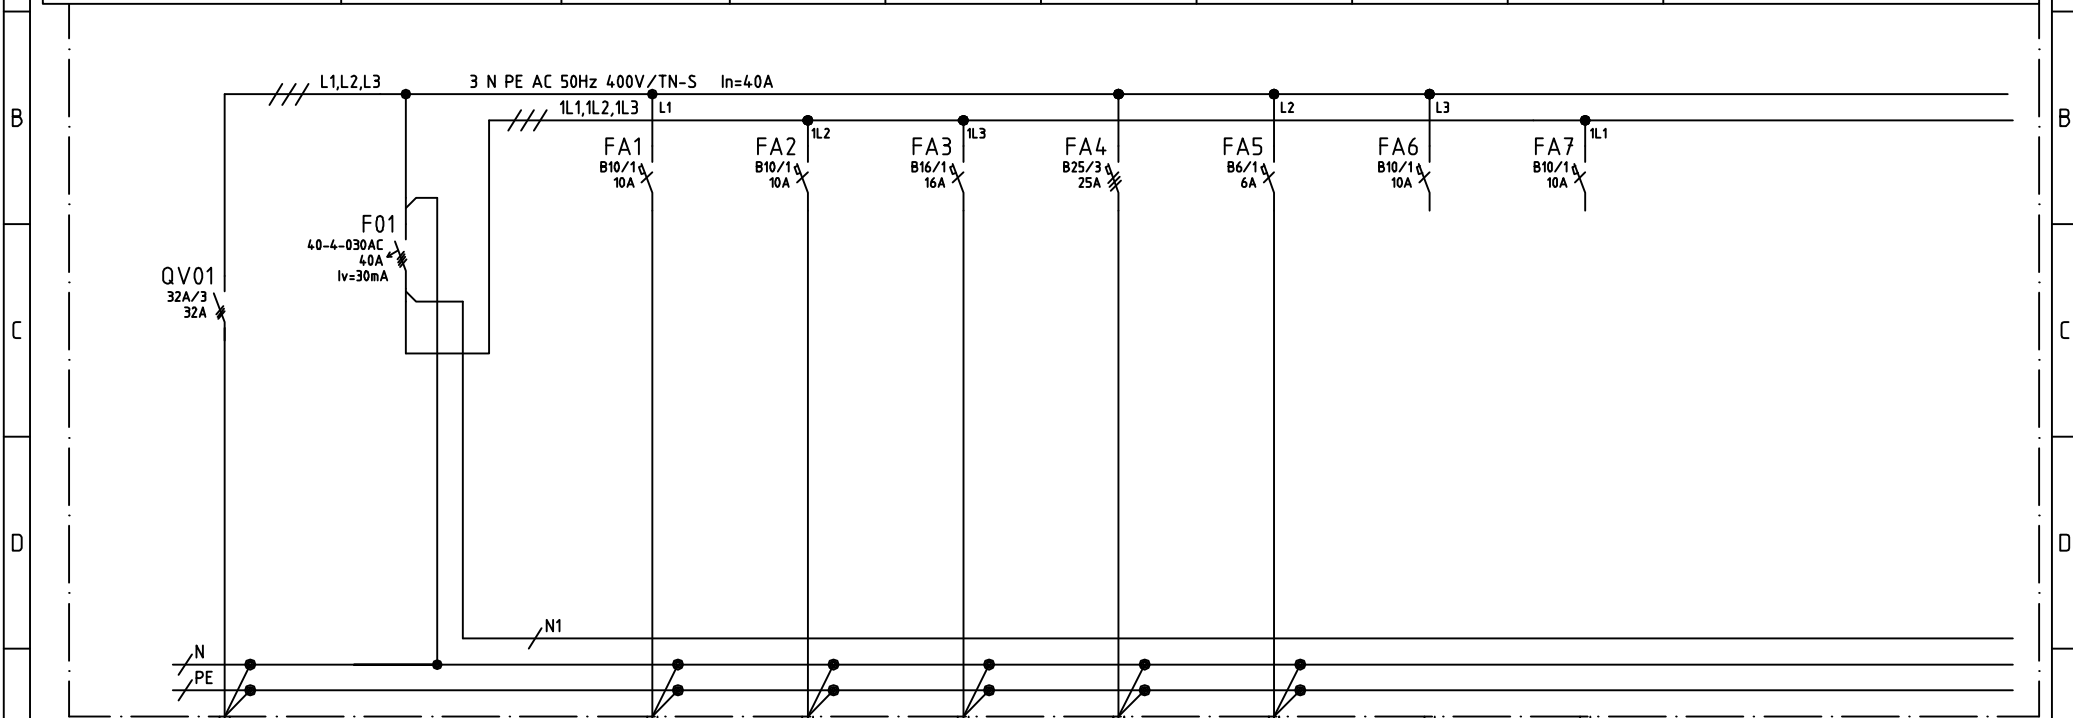 L1,L2,L3
3 N PE AC 50Hz 400V/TN-S In=40A
1L1,1L2,1L3
L1
L2
L3
B
B
1L2
1L3
1L1
FA1
B10/1
10A
FA2
B10/1
10A
FA3
B16/1
16A
FA4
B25/3
25A
FA5
B6/1
6A
FA6
B10/1
10A
FA7
B10/1
10A
F01
40-4-030AC
40A
Iv=30mA
QV01
32A/3
32A
C
C
D
D
N1
N
PE